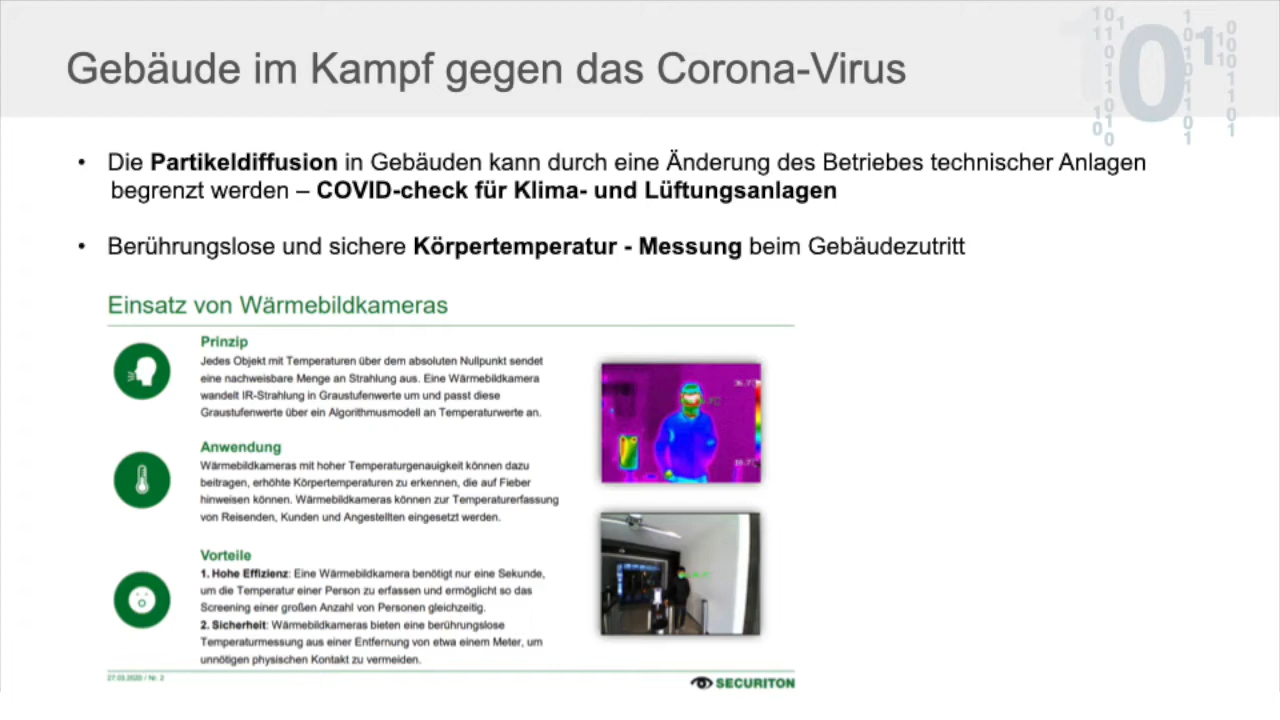 Gebäude im Kampf gegen das Corona-Virus
• Die Partikeldiffusion in Gebäuden kann durch eine Änderung des Betriebes technischer Anlagen
begrenzt werden – COVID-check für Klima- und Lüftungsanlagen
• Berührungslose und sichere Körpertemperatur - Messung beim Gebäudezutritt
Einsatz von Wärmebildkameras
Prinzip
Jedes Objekt mit Temperaturen über dem absoluten Nullpunkt sendet
eine nachweisbare Menge an Strahlung aus. Eine Wärmebildkamera
wandelt IR-Strahlung in Graustufenwerte um und passt diese
Graustufenwerte über ein Algorithmusmodell an Temperaturwerte an.
Anwendung
Wärmebildkameras mit hoher Temperaturgenauigkeit können dazu
beitragen, erhöhte Körpertemperaturen zu erkennen, die auf Fieber
hinweisen können. Wärmebildkameras können zur Temperaturerfassung
von Reisenden, Kunden und Angestellten eingesetzt werden.
Vorteile
1. Hohe Effizienz: Eine Wärmebildkamera benötigt nur eine Sekunde,
um die Temperatur einer Person zu erfassen und ermöglicht so das
Screening einer großen Anzahl von Personen gleichzeitig.
2. Sicherheit: Wärmebildkameras bieten eine berührungslose
Temperaturmessung aus einer Entfernung von etwa einem Meter, um
unnötigen physischen Kontakt zu vermeiden.
27.03.2020 / Nr. 2
SECURITON